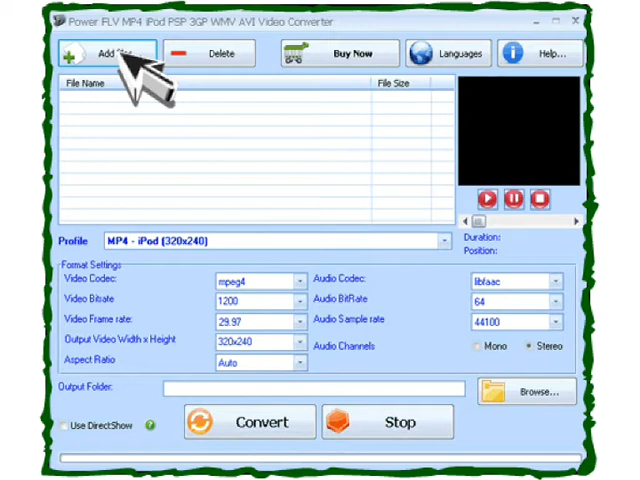 Power FLV MP4 iPod PSP 3GP WMV AVI Video Converter
Add Delete Buy Now Languages Help...
File Name File Size
Profile MP4 - iPod (320x240)
Duration:
Position:
Format Settings
Video Codec: mpeg4 Audio Codec: libfaac
Video Bitrate 1200 Audio BitRate 64
Video Frame rate: 29.97 Audio Sample rate 44100
Output Video Width x Height 320x240 Audio Channels Mono Stereo
Aspect Ratio Auto
Output Folder: Browse...
Use DirectShow Convert Stop